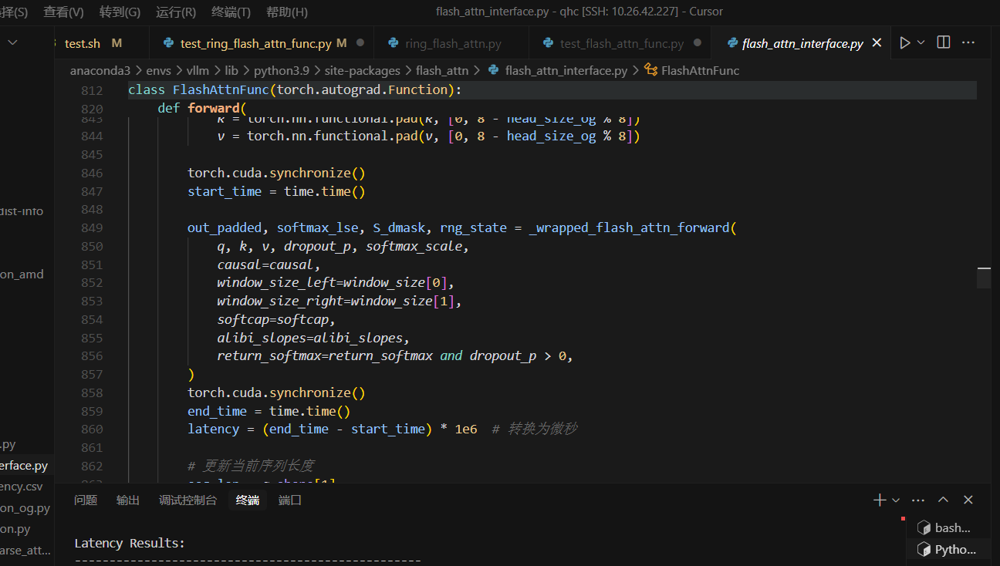 选择(S) 查看(V) 转到(G) 运行(R) 终端(T) 帮助(H) flash_attn_interface.py - qhc [SSH: 10.26.42.227] - Cursor
test.sh M test_ring_flash_attn_func.py M ring_flash_attn.py test_flash_attn_func.py flash_attn_interface.py
anaconda3 > envs > vllm > lib > python3.9 > site-packages > flash_attn > flash_attn_interface.py > FlashAttnFunc
812 class FlashAttnFunc(torch.autograd.Function):
820 def forward(
843 k = torch.nn.functional.pad(k, [0, 8 - head_size_og % 8])
844 v = torch.nn.functional.pad(v, [0, 8 - head_size_og % 8])
845
846 torch.cuda.synchronize()
847 start_time = time.time()
848
849 out_padded, softmax_lse, S_dmask, rng_state = _wrapped_flash_attn_forward(
850 q, k, v, dropout_p, softmax_scale,
851 causal=causal,
852 window_size_left=window_size[0],
853 window_size_right=window_size[1],
854 softcap=softcap,
855 alibi_slopes=alibi_slopes,
856 return_softmax=return_softmax and dropout_p > 0,
857 )
858 torch.cuda.synchronize()
859 end_time = time.time()
860 latency = (end_time - start_time) * 1e6 # 转换为微秒
861
862 # 更新当前序列长度
dist-info
on_amd
.py
erface.py
ency.csv
on_og.py
on.py
arse_att...
问题 输出 调试控制台 终端 端口
bash...
Pytho...
Latency Results:
-----------------------------------------------